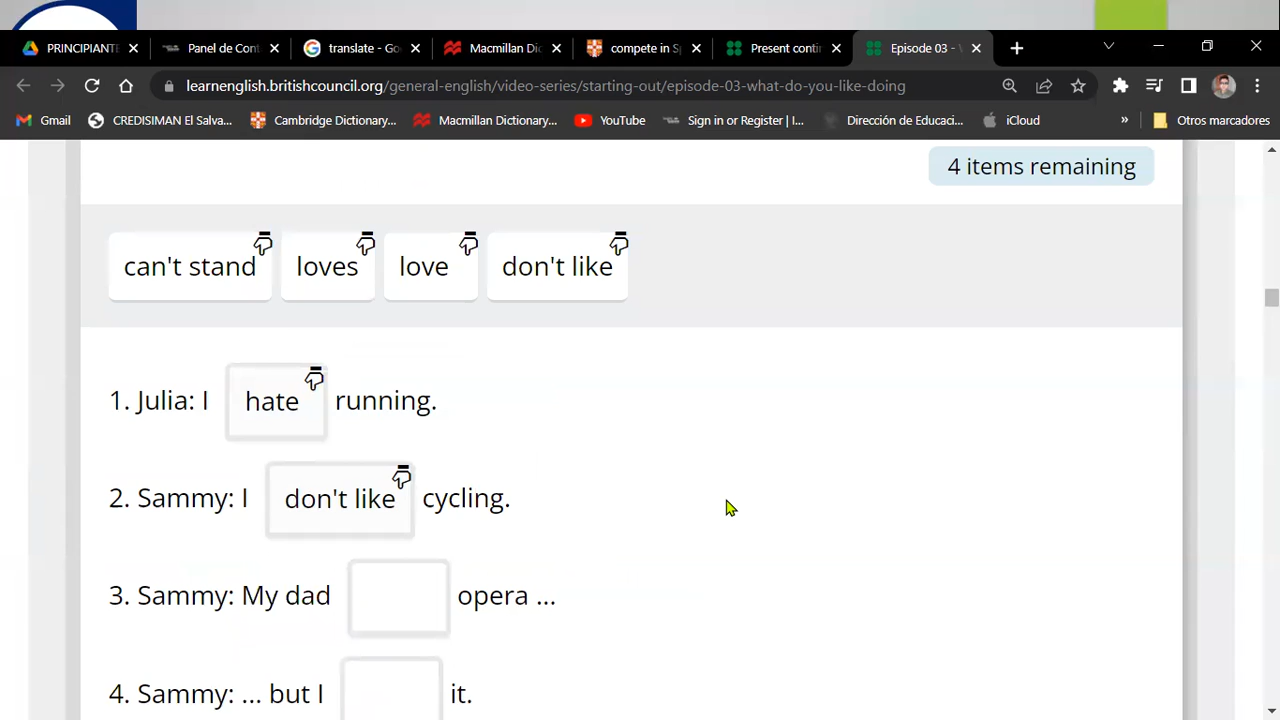 PRINCIPIANTE
Panel de Cont
translate - Goo
Macmillan Dic
compete in Sp
Present conti
Episode 03 -
learnenglish.britishcouncil.org/general-english/video-series/starting-out/episode-03-what-do-you-like-doing
Gmail
CREDISIMAN El Salva...
Cambridge Dictionary...
Macmillan Dictionary...
YouTube
Sign in or Register | I...
Dirección de Educaci...
iCloud
»
Otros marcadores
4 items remaining
can't stand
loves
love
don't like
1. Julia: I hate running.
2. Sammy: I don't like cycling.
3. Sammy: My dad opera ...
4. Sammy: ... but I it.